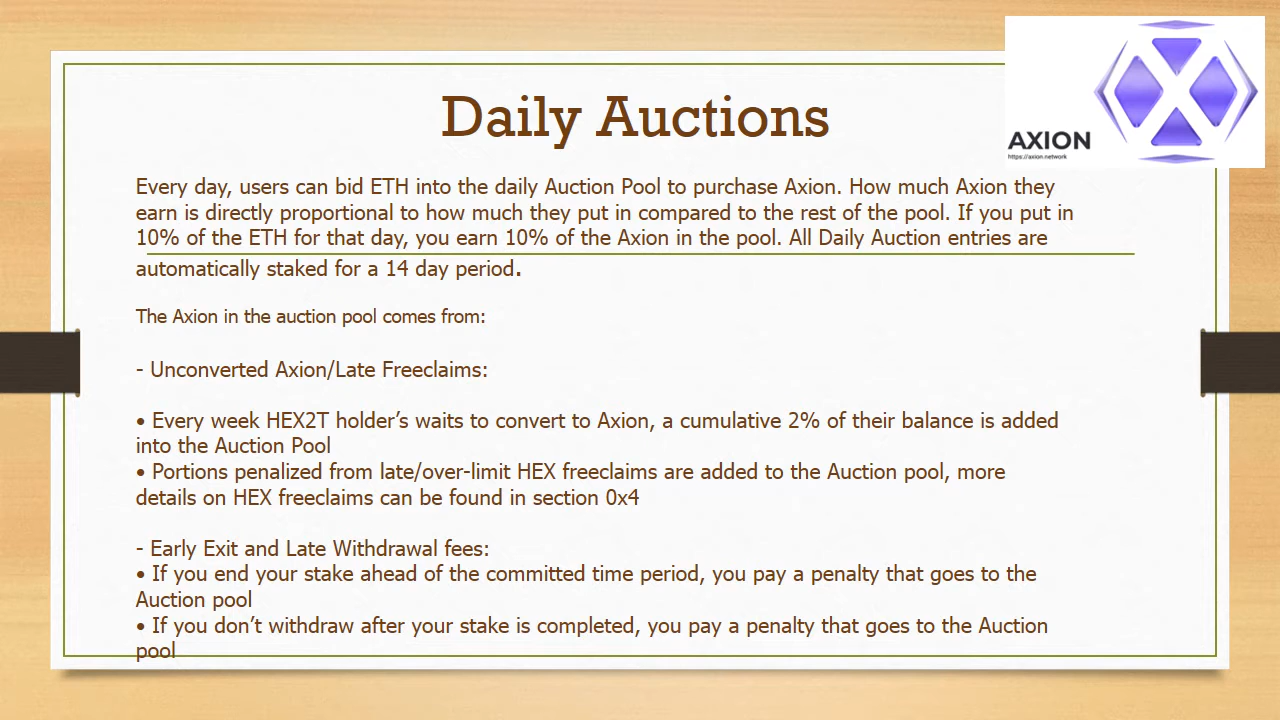 Daily Auctions
AXION
https://axion.network
Every day, users can bid ETH into the daily Auction Pool to purchase Axion. How much Axion they
earn is directly proportional to how much they put in compared to the rest of the pool. If you put in
10% of the ETH for that day, you earn 10% of the Axion in the pool. All Daily Auction entries are
automatically staked for a 14 day period.
The Axion in the auction pool comes from:
- Unconverted Axion/Late Freeclaims:
• Every week HEX2T holder’s waits to convert to Axion, a cumulative 2% of their balance is added
into the Auction Pool
• Portions penalized from late/over-limit HEX freeclaims are added to the Auction pool, more
details on HEX freeclaims can be found in section 0x4
- Early Exit and Late Withdrawal fees:
• If you end your stake ahead of the committed time period, you pay a penalty that goes to the
Auction pool
• If you don’t withdraw after your stake is completed, you pay a penalty that goes to the Auction
pool